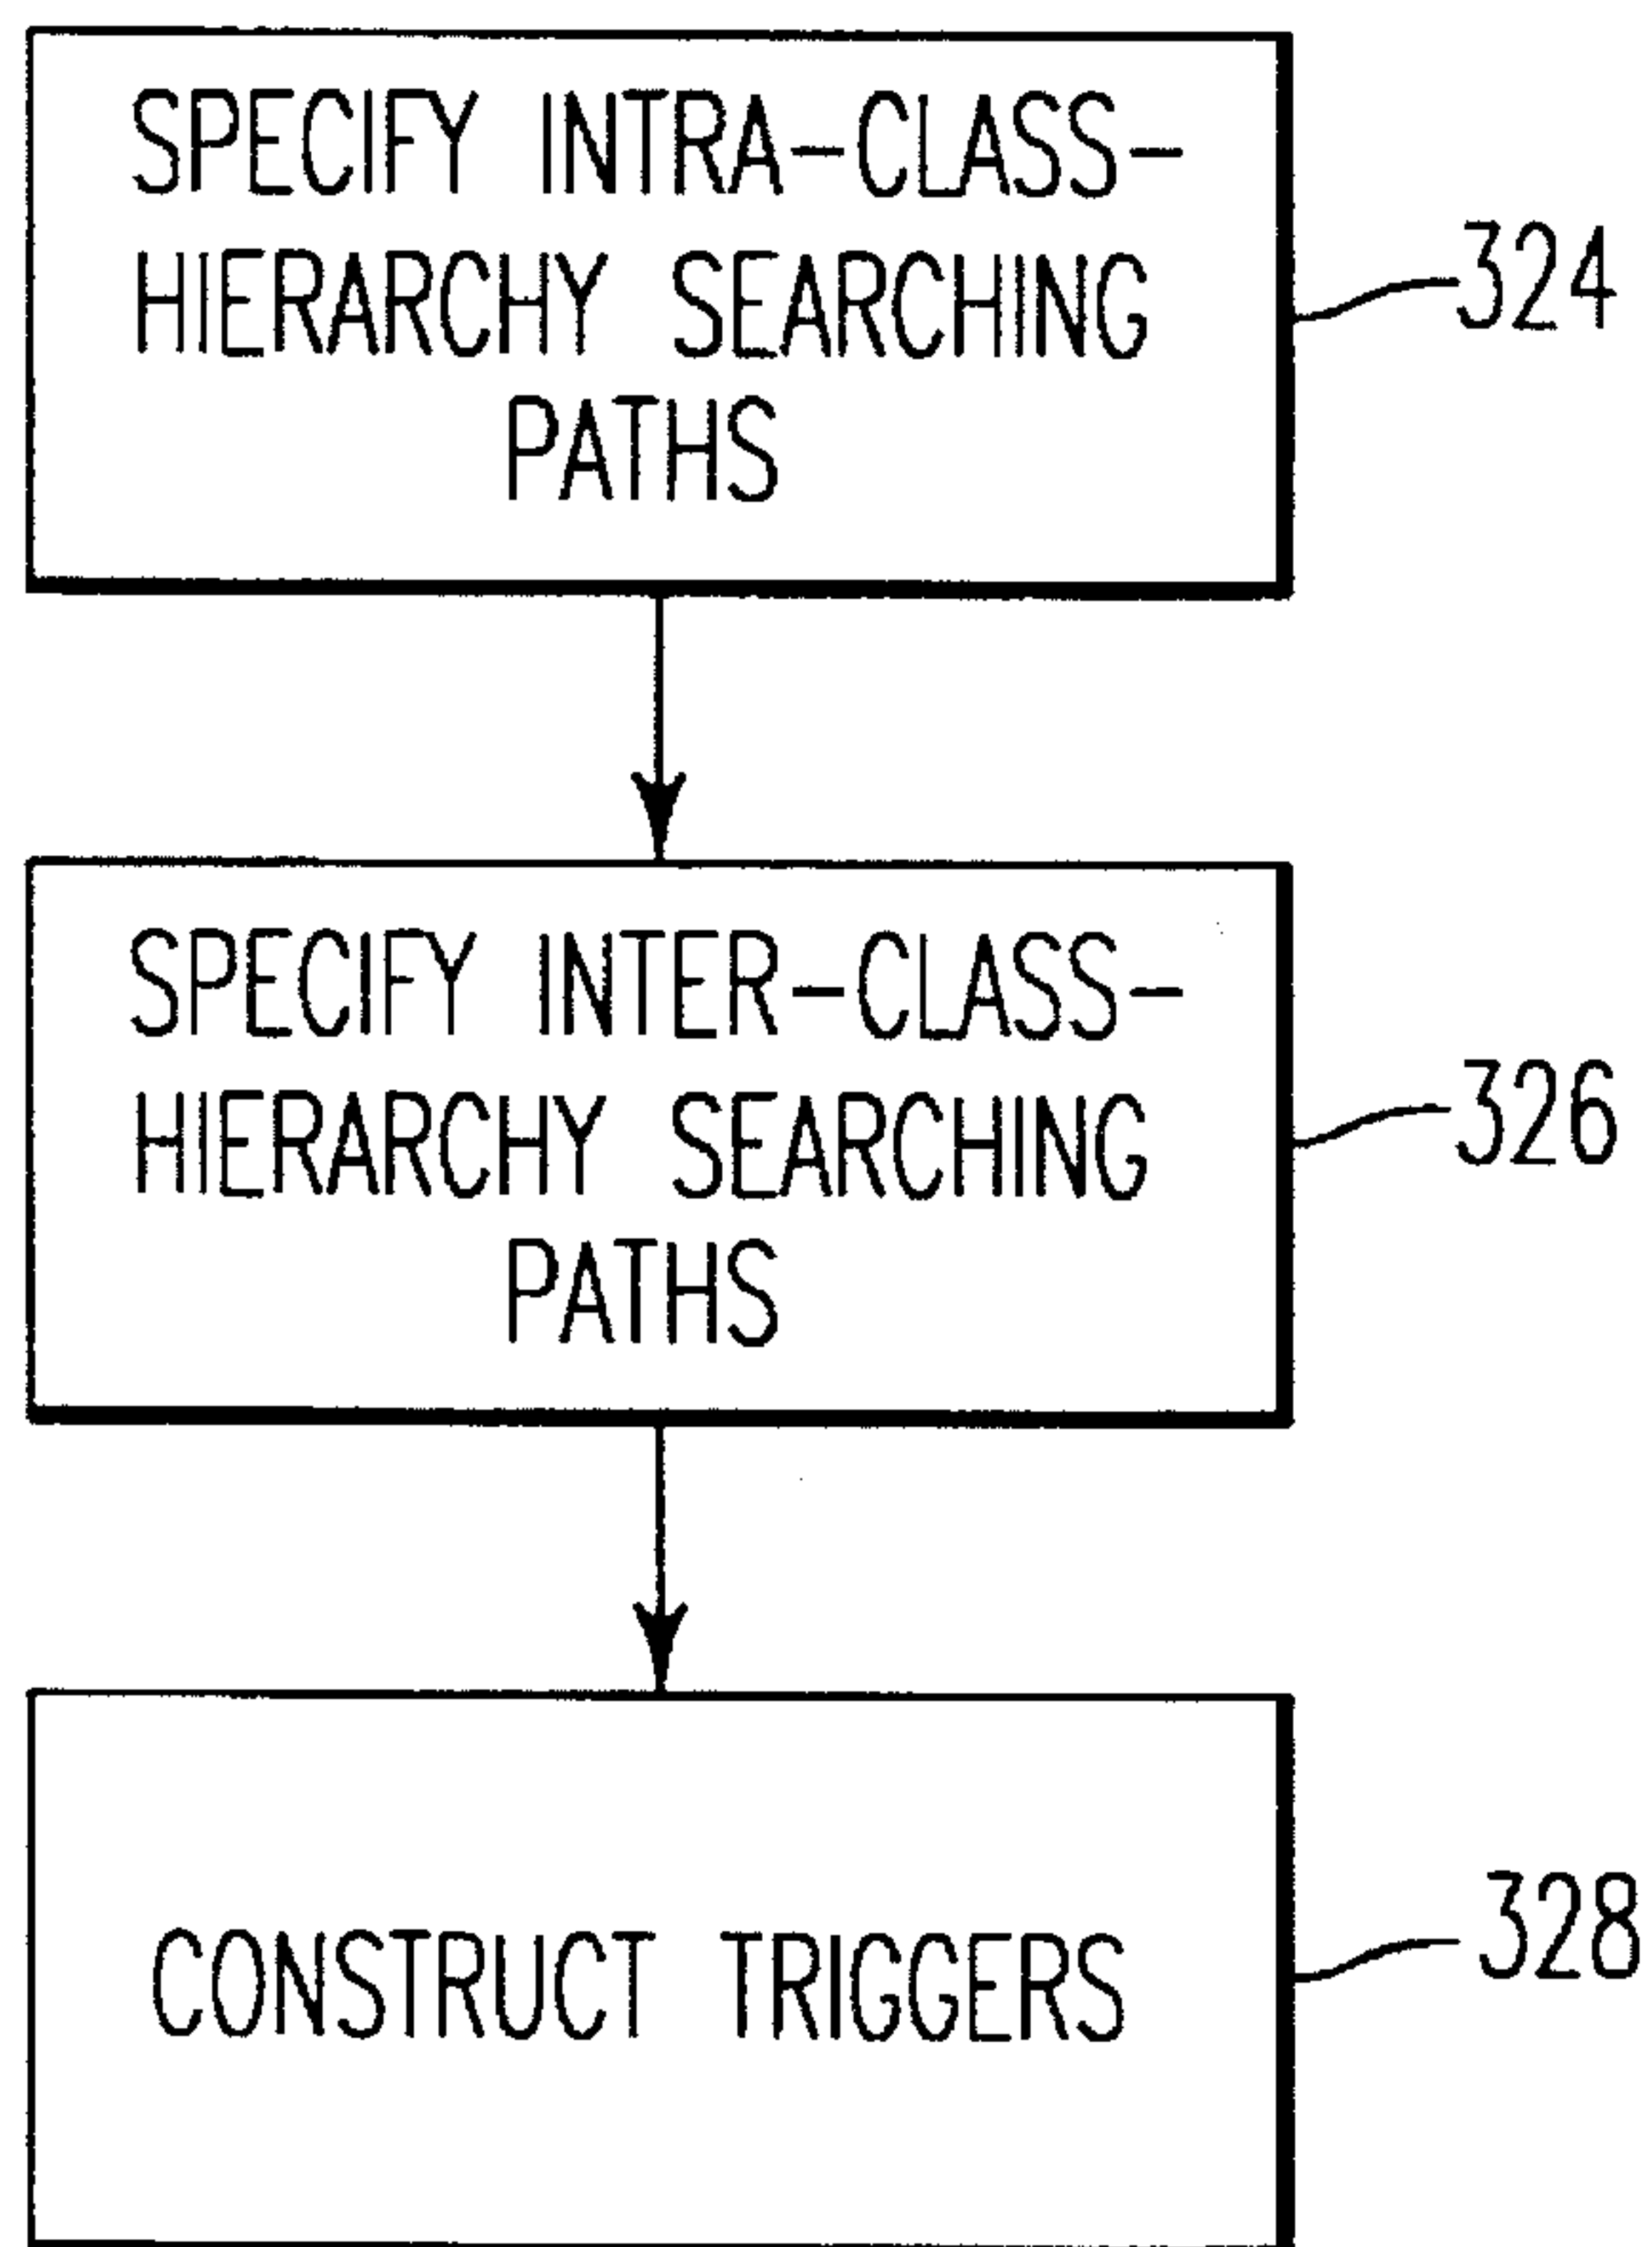 SPECIFY INTRA-CLASS-
HIERARCHY SEARCHING
PATHS
324
SPECIFY INTER-CLASS-
HIERARCHY SEARCHING
PATHS
326
CONSTRUCT TRIGGERS
328